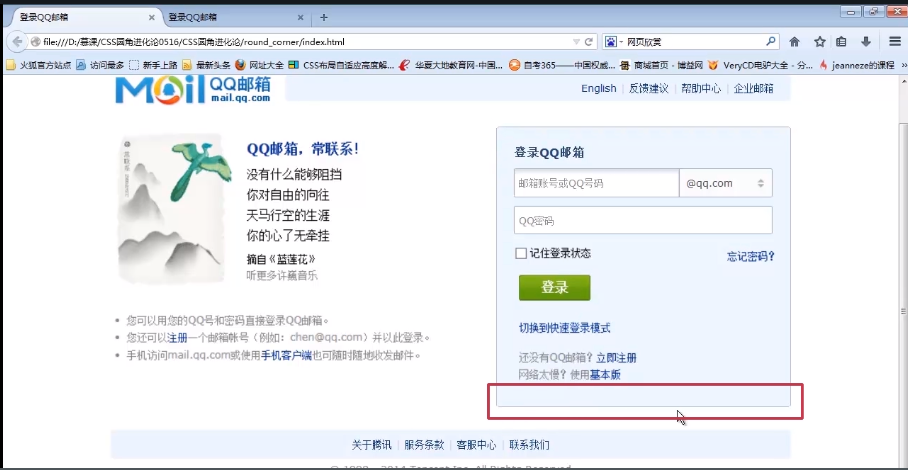 登录QQ邮箱
登录QQ邮箱
file:///D:/慕课/CSS圆角进化论0516/CSS圆角进化论/round_corner/index.html
网页欣赏
火狐官方站点 访问最多 新手上路 最新头条 网址大全 CSS布局自适应高度解... 华夏大地教育网-中国... 自考365——中国权威... 商城首页 - 博益网 VeryCD电驴大全 - 分... jeanneze的课程
Mail QQ邮箱
mail.qq.com
English | 反馈建议 | 帮助中心 | 企业邮箱
QQ邮箱，常联系！
没有什么能够阻挡
你对自由的向往
天马行空的生涯
你的心了无牵挂
摘自《蓝莲花》
听更多许巍音乐
您可以用您的QQ号和密码直接登录QQ邮箱。
您还可以注册一个邮箱帐号（例如：chen@qq.com）并以此登录。
手机访问mail.qq.com或使用手机客户端也可随时随地收发邮件。
登录QQ邮箱
邮箱账号或QQ号码 @qq.com
QQ密码
记住登录状态 忘记密码?
登录
切换到快速登录模式
还没有QQ邮箱？立即注册
网络太慢？使用基本版
关于腾讯 | 服务条款 | 客服中心 | 联系我们